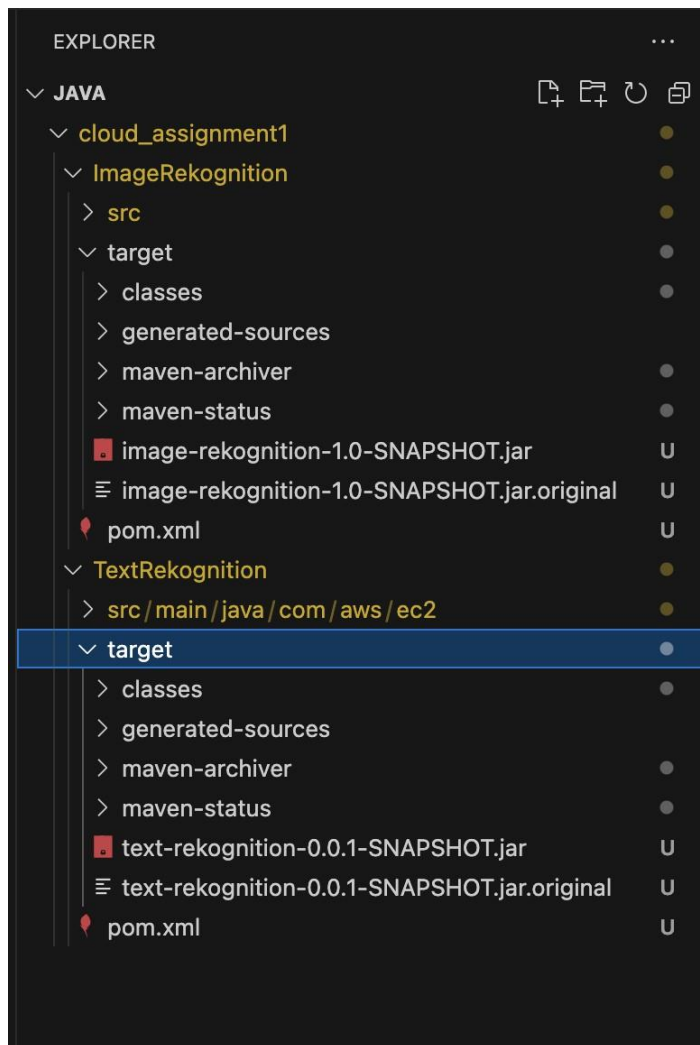 EXPLORER
JAVA
cloud_assignment1
ImageRekognition
src
target
classes
generated-sources
maven-archiver
maven-status
image-rekognition-1.0-SNAPSHOT.jar U
image-rekognition-1.0-SNAPSHOT.jar.original U
pom.xml U
TextRekognition
src/main/java/com/aws/ec2
target
classes
generated-sources
maven-archiver
maven-status
text-rekognition-0.0.1-SNAPSHOT.jar U
text-rekognition-0.0.1-SNAPSHOT.jar.original U
pom.xml U